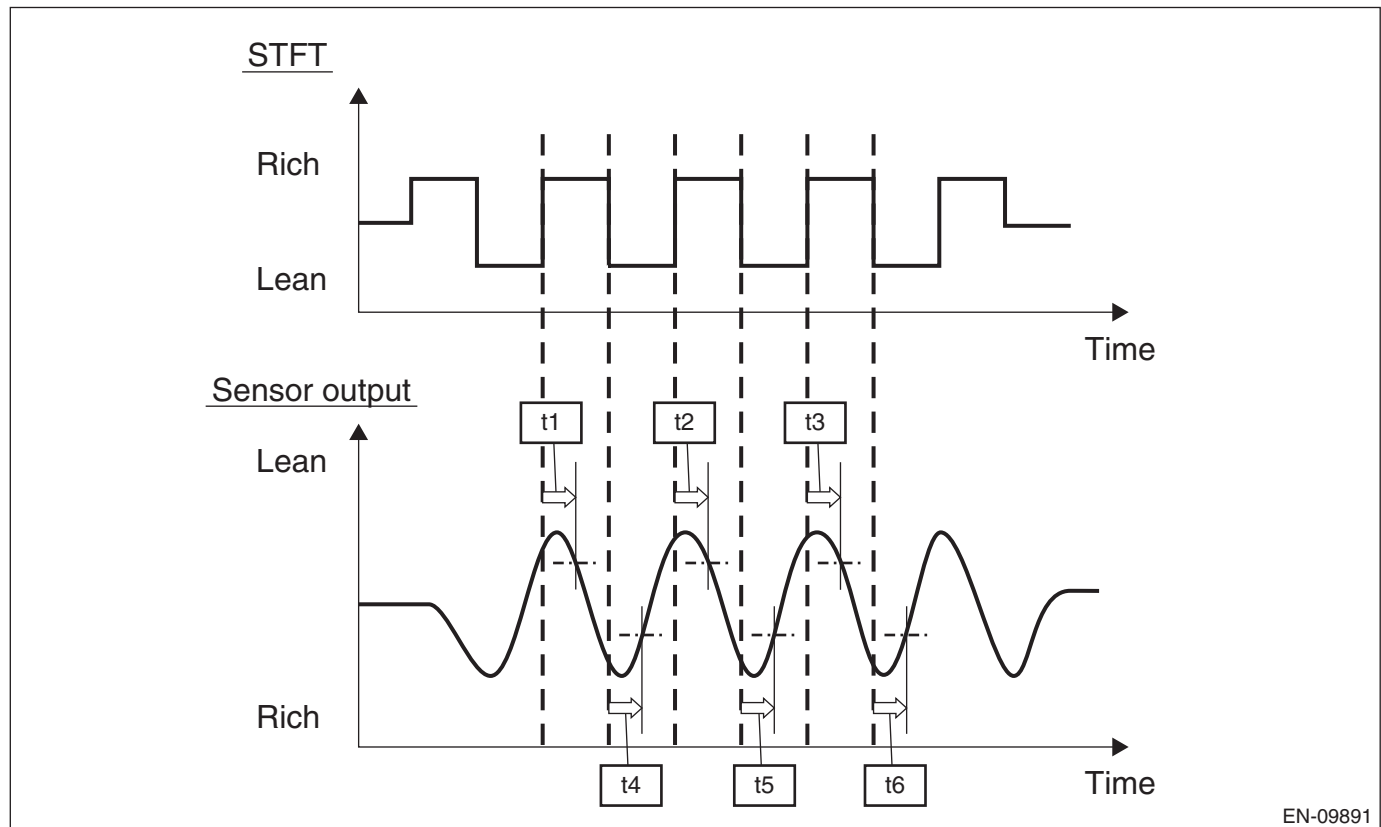 STFT
Rich
Lean
Time
Sensor output
t1 t2 t3
Lean
Rich
t4 t5 t6
Time
EN-09891